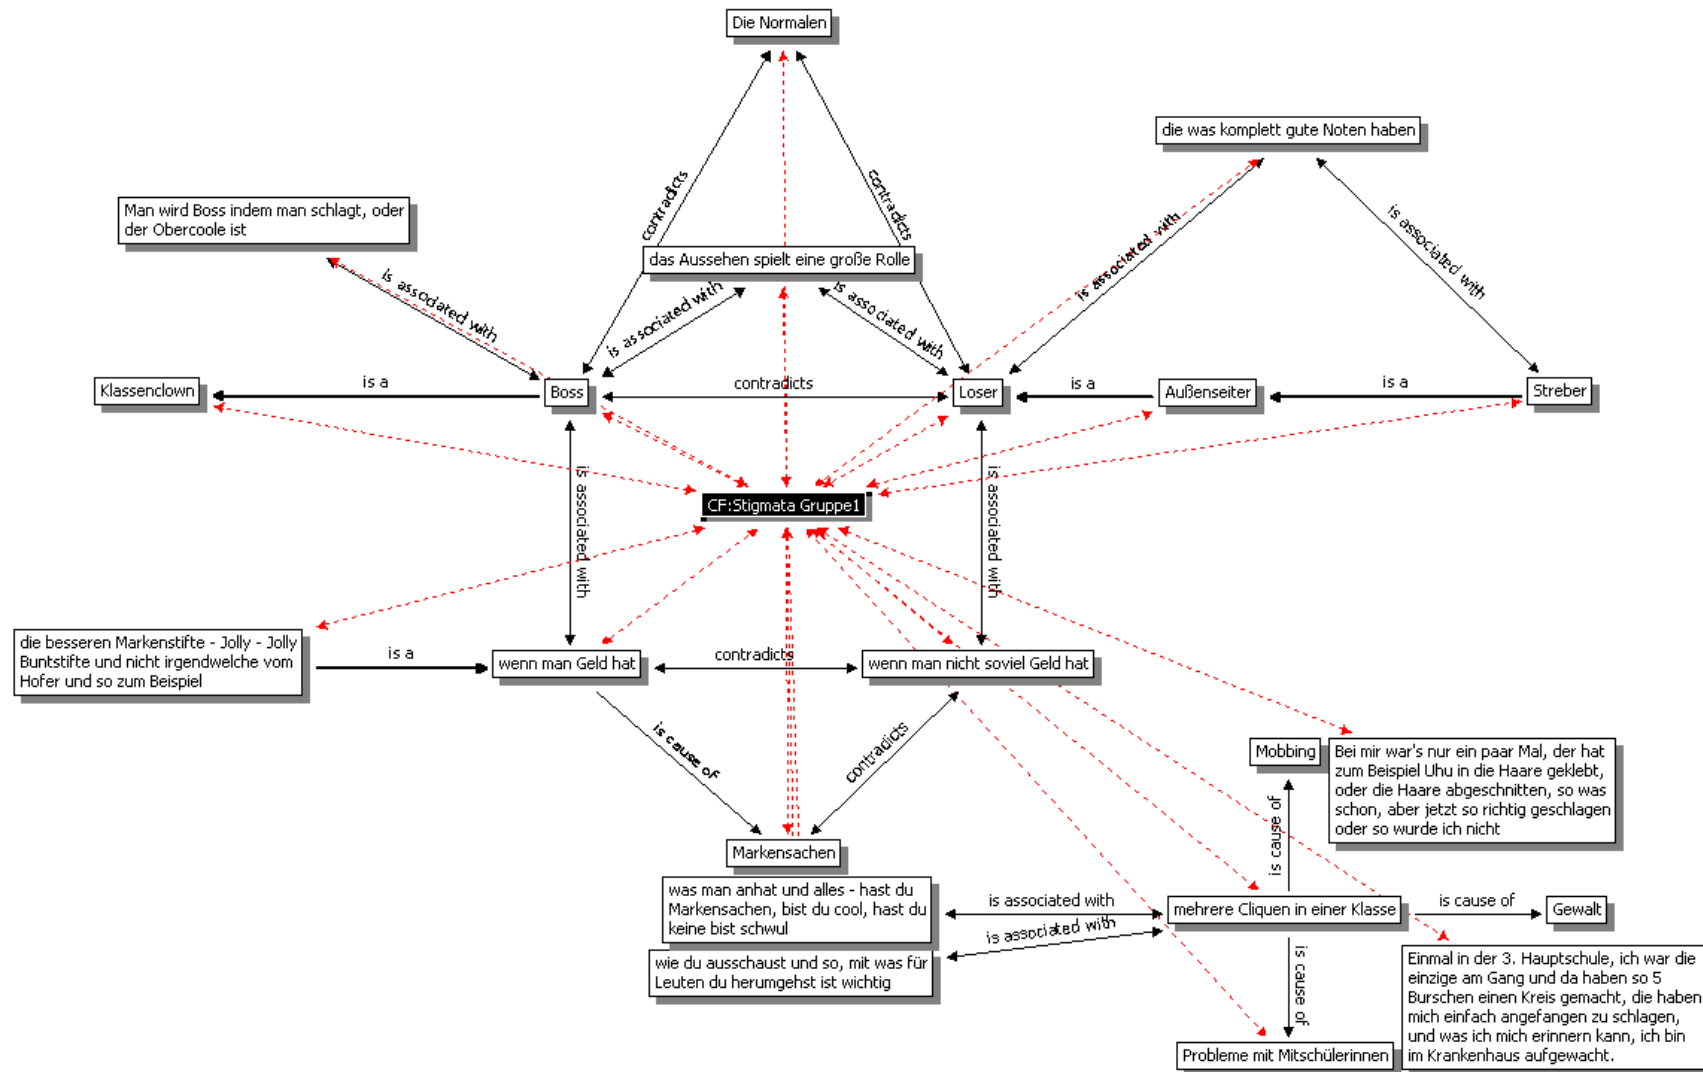 Die Normalen
die was komplett gute Noten haben
contradicts
contradicts
Man wird Boss indem man schlagt, oder
der Obercoole ist
is associated with
is associated with
das Aussehen spielt eine große Rolle
is associated with
is associated with
is associated with
Klassenclown
is a
Boss
contradicts
Loser
is a
Außenseiter
is a
Streber
is associated with
is associated with
CF:Stigmata Gruppe1
die besseren Markenstifte - Jolly - Jolly
Buntstifte und nicht irgendwelche vom
Hofer und so zum Beispiel
is a
wenn man Geld hat
contradicts
wenn man nicht soviel Geld hat
is cause of
contradicts
Mobbing
Bei mir war's nur ein paar Mal, der hat
zum Beispiel Uhu in die Haare geklebt,
oder die Haare abgeschnitten, so was
schon, aber jetzt so richtig geschlagen
oder so wurde ich nicht
is cause of
Markensachen
was man anhat und alles - hast du
Markensachen, bist du cool, hast du
keine bist schwul
is associated with
is associated with
mehrere Cliquen in einer Klasse
is cause of
Gewalt
wie du ausschaust und so, mit was für
Leuten du herumgehst ist wichtig
is cause of
Einmal in der 3. Hauptschule, ich war die
einzige am Gang und da haben so 5
Burschen einen Kreis gemacht, die haben
mich einfach angefangen zu schlagen,
und was ich mich erinnern kann, ich bin
im Krankenhaus aufgewacht.
Probleme mit Mitschülerinnen